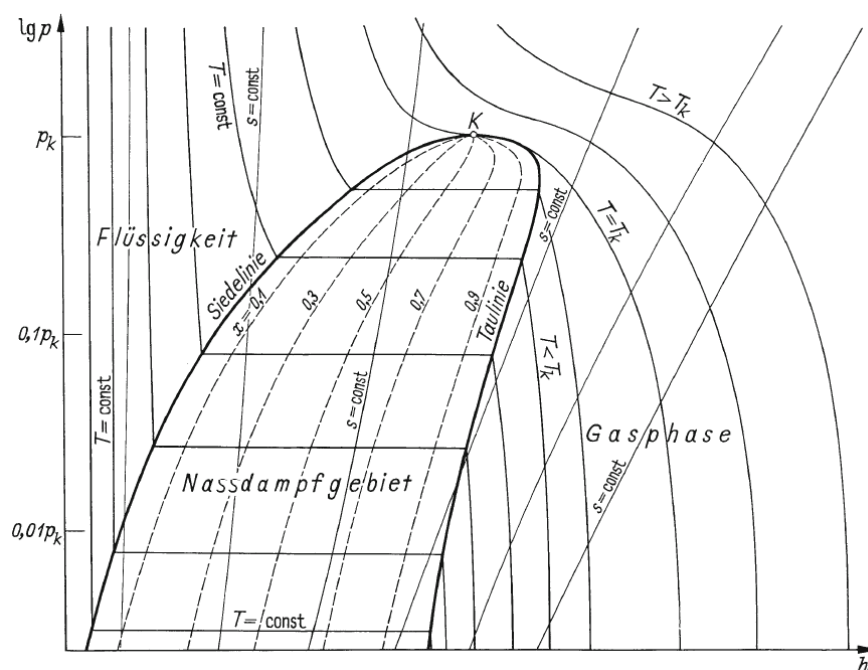 lg p
T = const
s = const
K
T > T_k
p_k
s = const
T = T_k
Flüssigkeit
Siedelinie
x = 0,1
0,3
0,5
0,7
0,9
Taulinie
0,1 p_k
T < T_k
T = const
s = const
Gasphase
s = const
Nassdampfgebiet
0,01 p_k
T = const
h